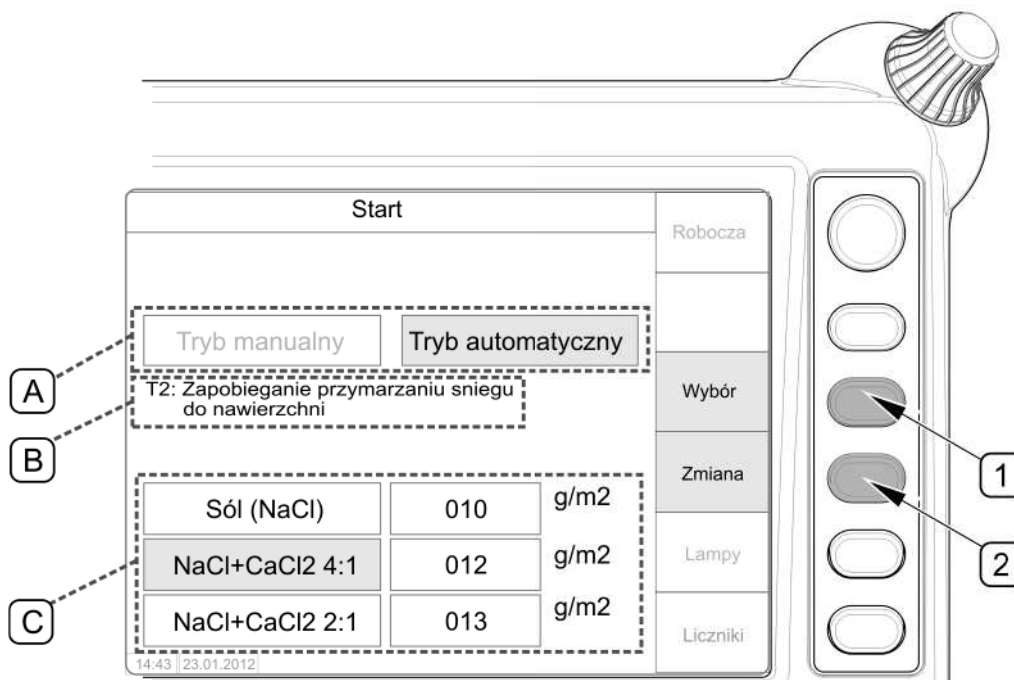 Start
Robocza
Tryb manualny
Tryb automatyczny
A
T2: Zapobieganie przymarzaniu sniegu
do nawierzchni
B
Wybór
1
Zmiana
2
Sól (NaCl)
010
g/m2
NaCl+CaCl2 4:1
012
g/m2
Lampy
C
NaCl+CaCl2 2:1
013
g/m2
Liczniki
14:43
23.01.2012